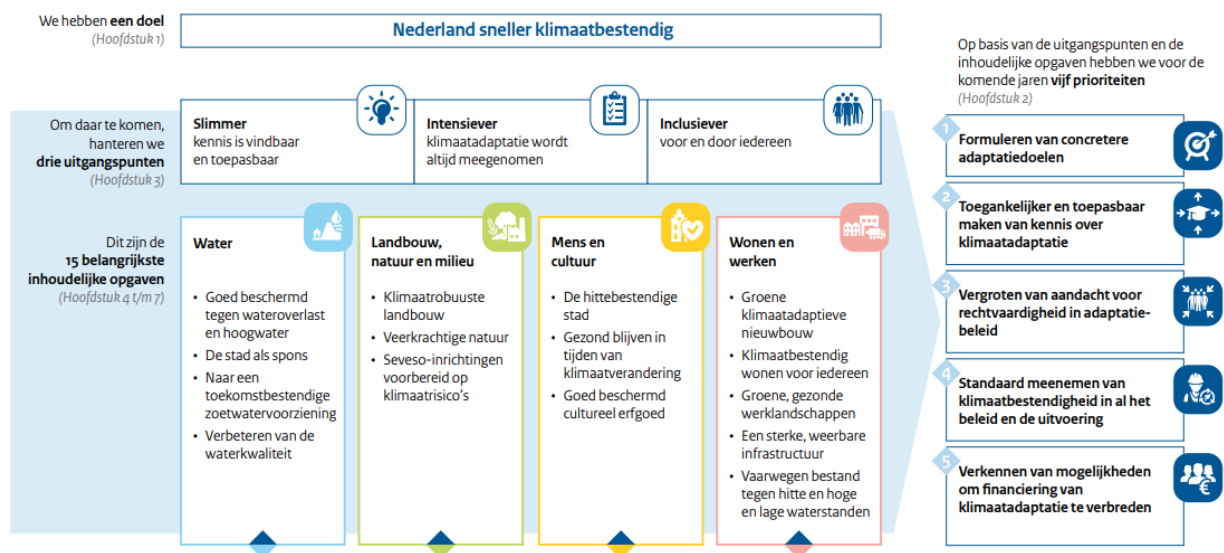 We hebben een doel
(Hoofdstuk 1)
Nederland sneller klimaatbestendig
Om daar te komen,
hanteren we
drie uitgangspunten
(Hoofdstuk 3)
Slimmer
kennis is vindbaar
en toepasbaar
Intensiever
klimaatadaptatie wordt
altijd meegenomen
Inclusiever
voor en door iedereen
Dit zijn de
15 belangrijkste
inhoudelijke opgaven
(Hoofdstuk 4 t/m 7)
Water
• Goed beschermd
tegen wateroverlast
en hoogwater
• De stad als spons
• Naar een
toekomstbestendige
zoetwatervoorziening
• Verbeteren van de
waterkwaliteit
Landbouw,
natuur en milieu
• Klimaatrobuuste
landbouw
• Veerkrachtige natuur
• Seveso-inrichtingen
voorbereid op
klimaatrisico's
Mens en
cultuur
• De hittebestendige
stad
• Gezond blijven in
tijden van
klimaatverandering
• Goed beschermd
cultureel erfgoed
Wonen en
werken
• Groene
klimaatadaptieve
nieuwbouw
• Klimaatbestendig
wonen voor iedereen
• Groene, gezonde
werklandschappen
• Een sterke, weerbare
infrastructuur
• Vaarwegen bestand
tegen hitte en hoge
en lage waterstanden
Op basis van de uitgangspunten en de
inhoudelijke opgaven hebben we voor de
komende jaren vijf prioriteiten
(Hoofdstuk 2)
1
Formuleren van concrete
adaptatiedoelen
2
Toegankelijker en toepasbaar
maken van kennis over
klimaatadaptatie
3
Vergroten van aandacht voor
rechtvaardigheid in adaptatie-
beleid
4
Standaard meenemen van
klimaatbestendigheid in al het
beleid en de uitvoering
5
Verkennen van mogelijkheden
om financiering van
klimaatadaptatie te verbreden
€